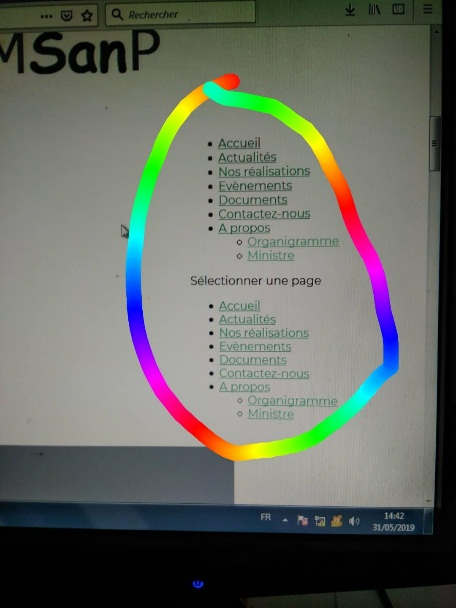 Rechercher
MSanP
Accueil
Actualités
Nos réalisations
Evènements
Documents
Contactez-nous
A propos
Organigramme
Ministre
Sélectionner une page
Accueil
Actualités
Nos réalisations
Evènements
Documents
Contactez-nous
A propos
Organigramme
Ministre
FR
14:42
31/05/2019